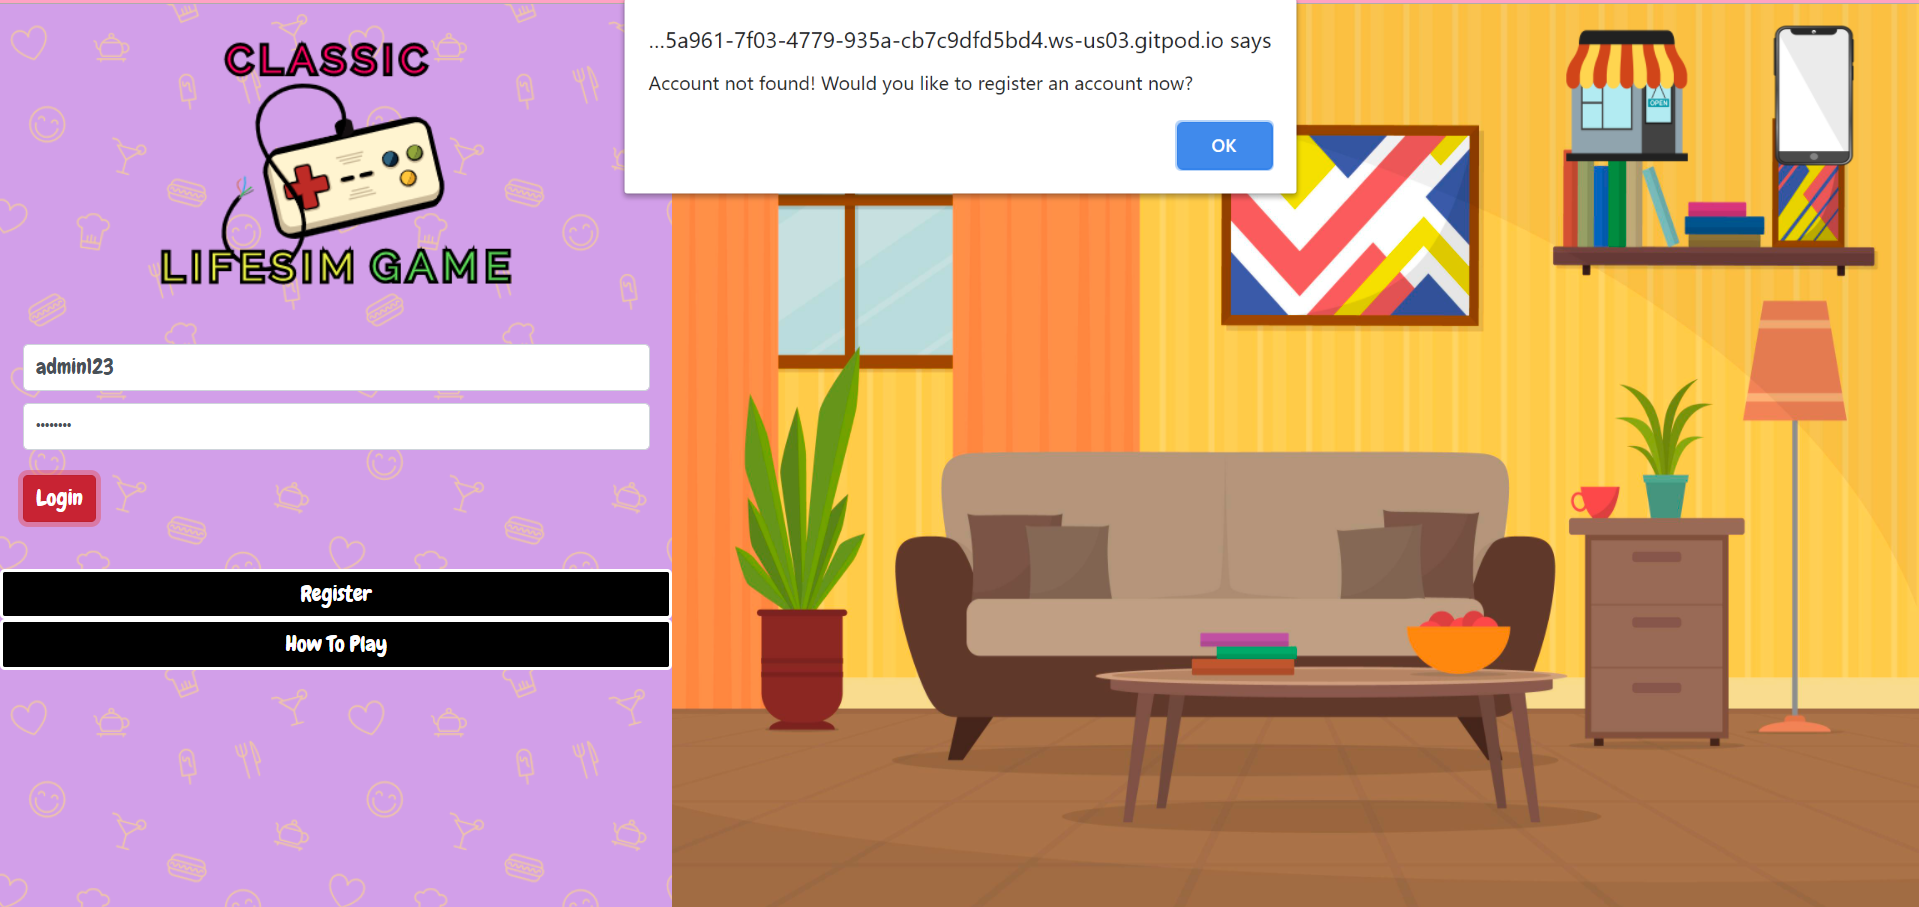 CLASSIC
LIFESIM GAME
...5a961-7f03-4779-935a-cb7c9dfd5bd4.ws-us03.gitpod.io says
Account not found! Would you like to register an account now?
OK
OPEN
admin123
........
Login
Register
How To Play